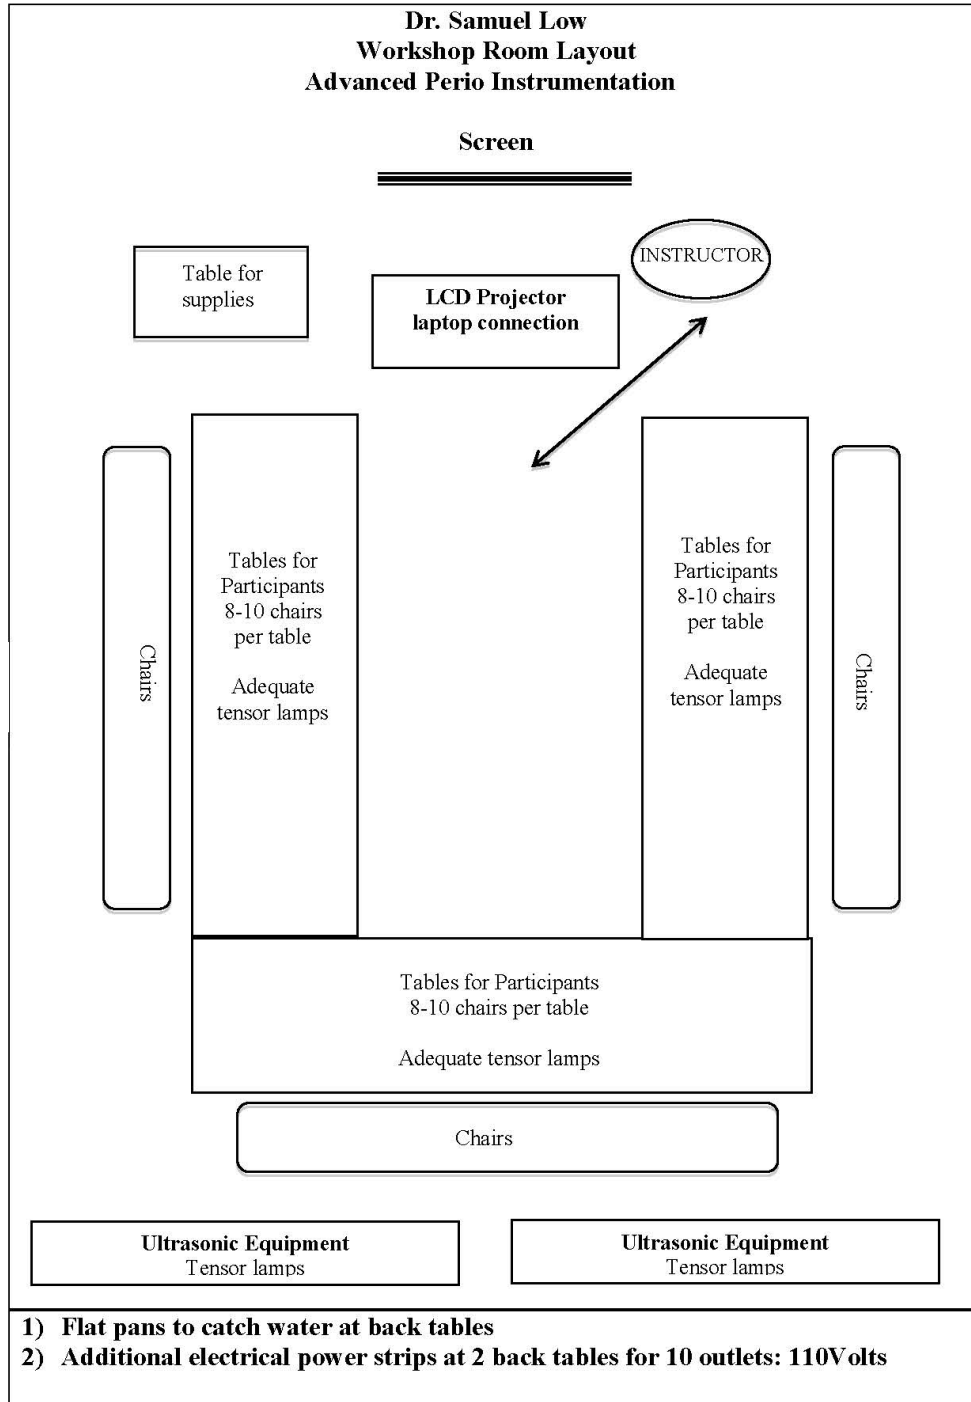 Dr. Samuel Low
Workshop Room Layout
Advanced Perio Instrumentation
Screen
INSTRUCTOR
Table for
supplies
LCD Projector
laptop connection
Chairs
Tables for
Participants
8-10 chairs
per table
Adequate
tensor lamps
Tables for
Participants
8-10 chairs
per table
Adequate
tensor lamps
Chairs
Tables for Participants
8-10 chairs per table
Adequate tensor lamps
Chairs
Ultrasonic Equipment
Tensor lamps
Ultrasonic Equipment
Tensor lamps
1) Flat pans to catch water at back tables
2) Additional electrical power strips at 2 back tables for 10 outlets: 110Volts